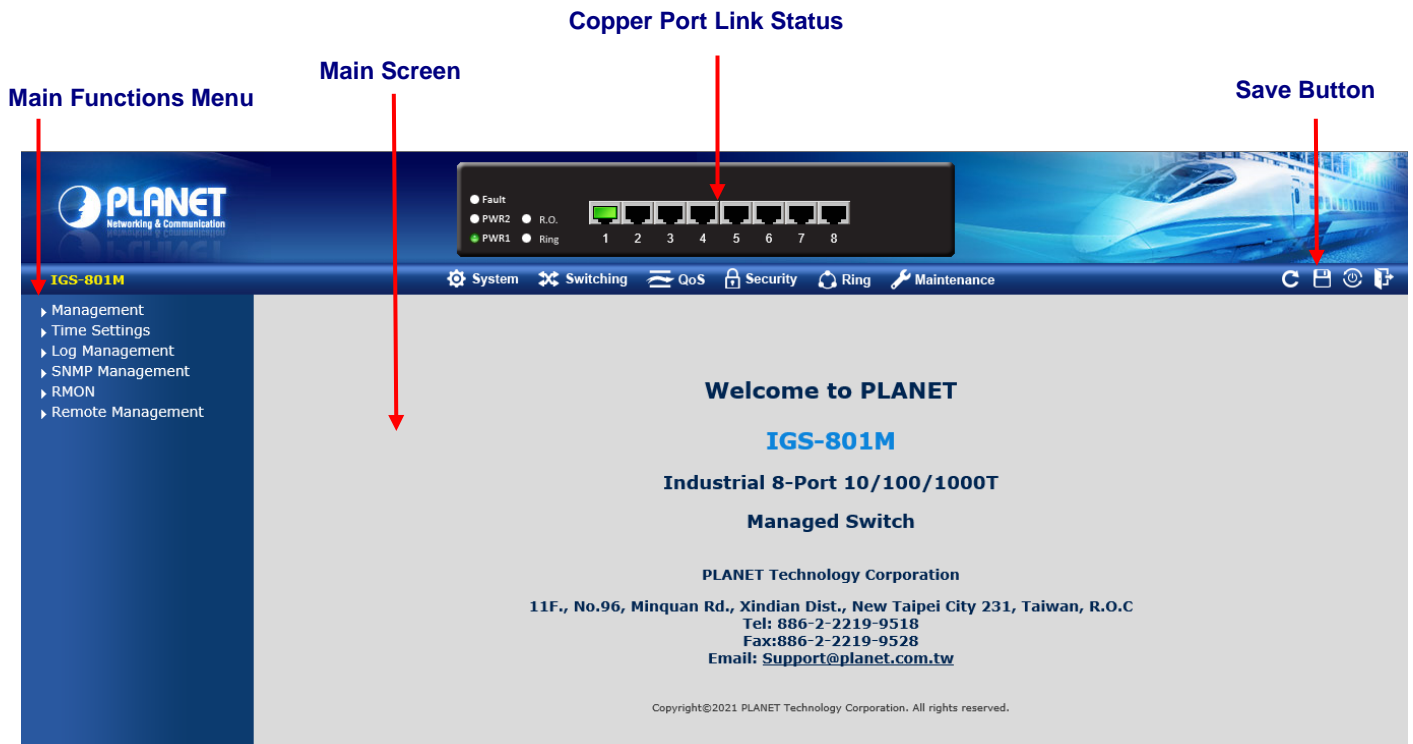 Copper Port Link Status
Main Screen
Main Functions Menu
Save Button
PLANET
Networking & Communication
Fault
PWR2 R.O.
PWR1 Ring
1 2 3 4 5 6 7 8
IGS-801M
System Switching QoS Security Ring Maintenance
Management
Time Settings
Log Management
SNMP Management
RMON
Remote Management
Welcome to PLANET
IGS-801M
Industrial 8-Port 10/100/1000T
Managed Switch
PLANET Technology Corporation
11F., No.96, Minquan Rd., Xindian Dist., New Taipei City 231, Taiwan, R.O.C
Tel: 886-2-2219-9518
Fax:886-2-2219-9528
Email: Support@planet.com.tw
Copyright©2021 PLANET Technology Corporation. All rights reserved.